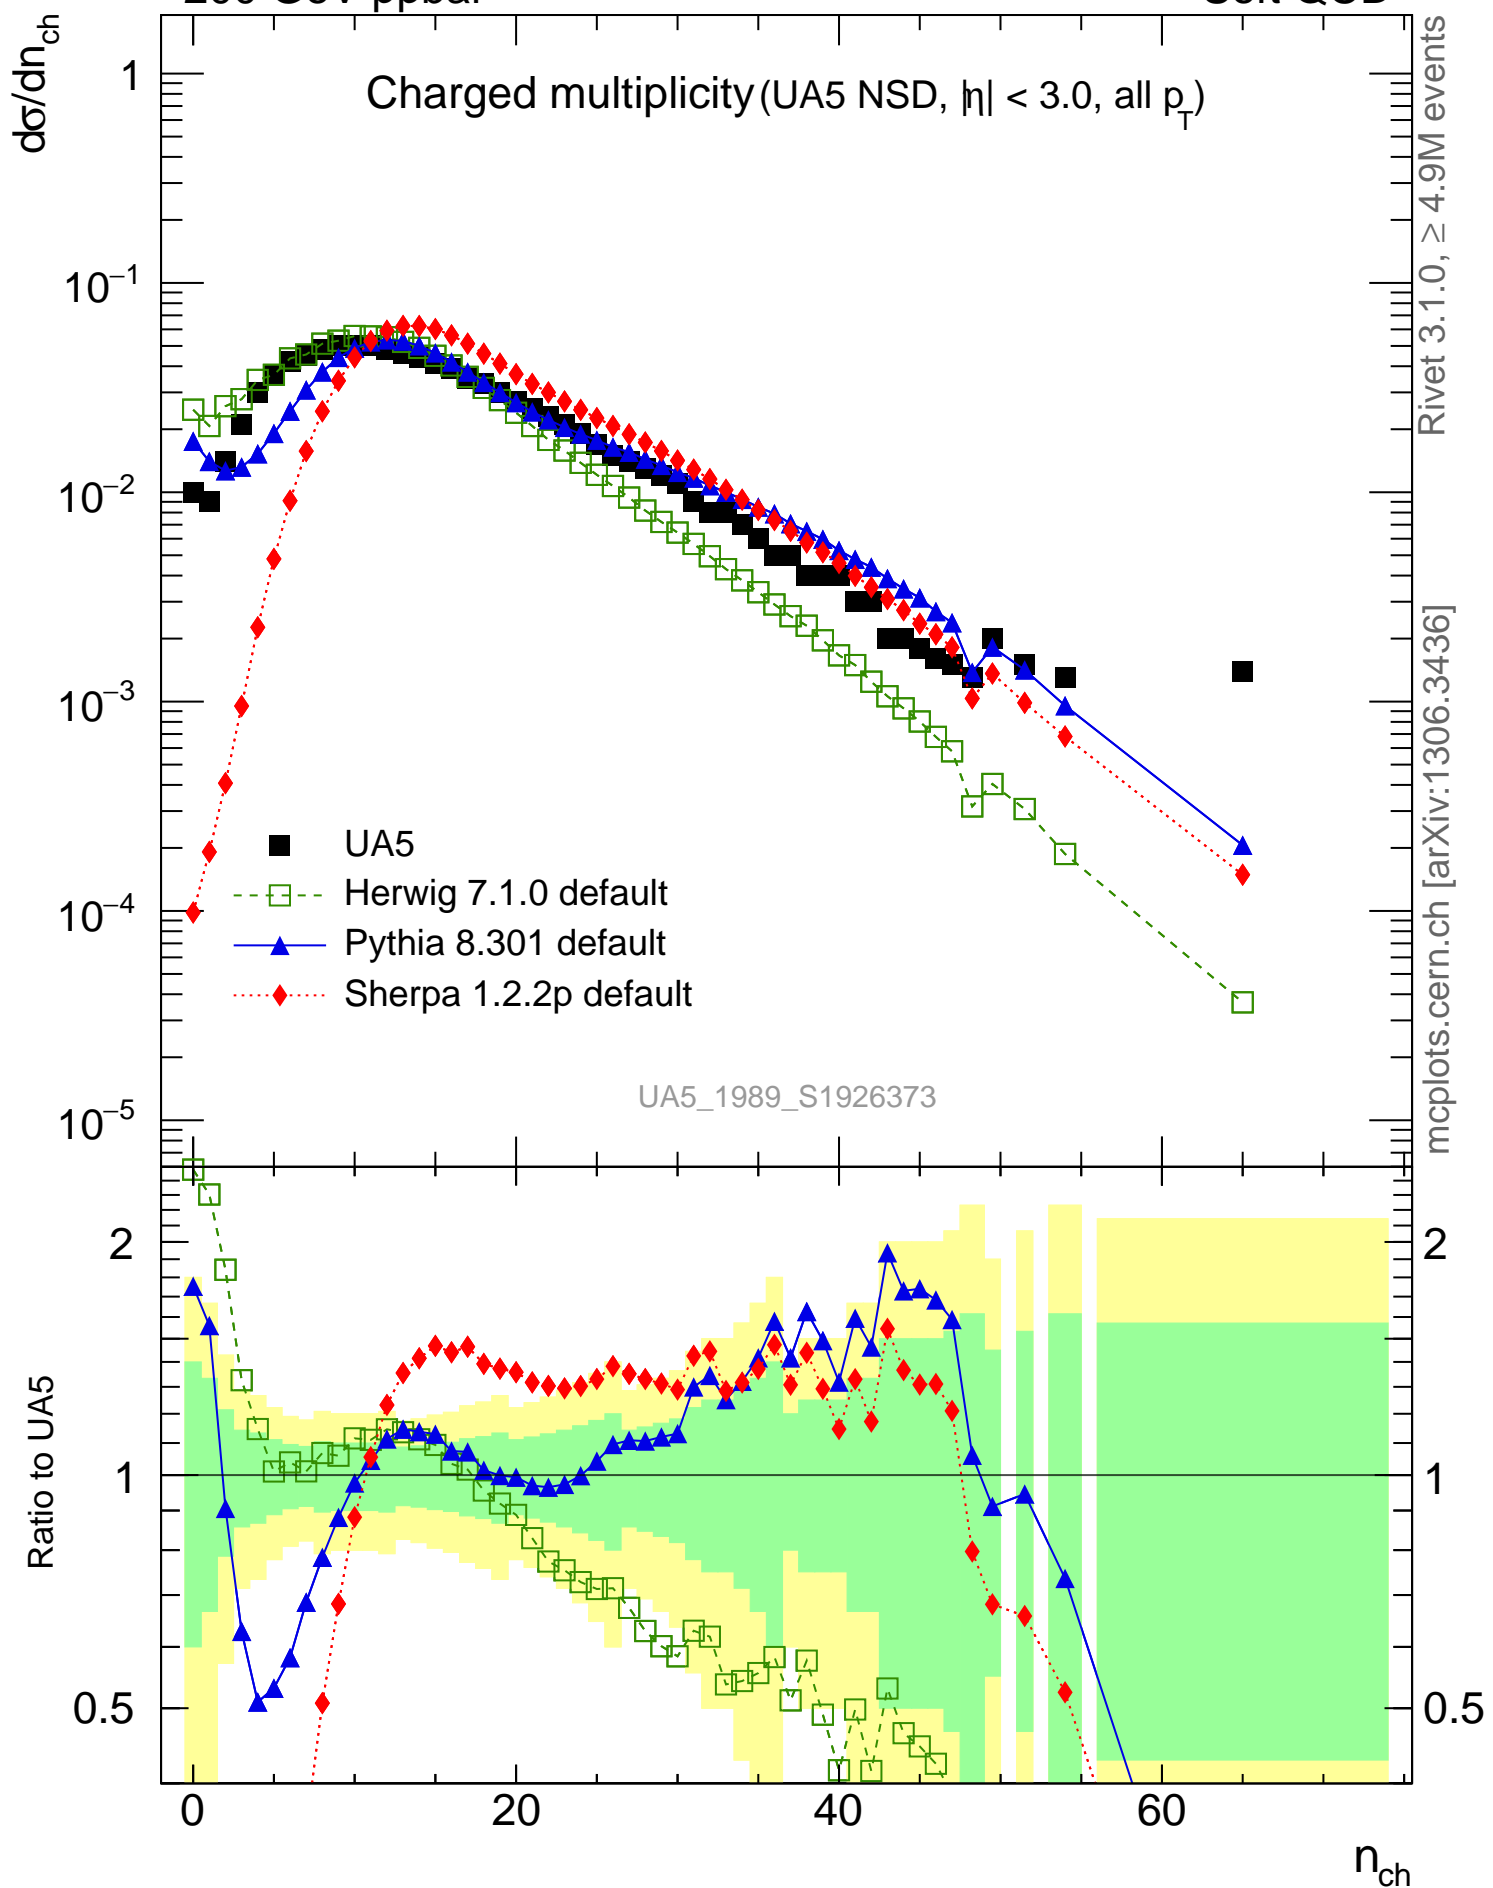 dσ/dn_ch
Charged multiplicity (UA5 NSD, |η| < 3.0, all p_T)
1
10⁻¹
10⁻²
10⁻³
10⁻⁴
10⁻⁵
UA5
Herwig 7.1.0 default
Pythia 8.301 default
Sherpa 1.2.2p default
UA5_1989_S1926373
Rivet 3.1.0, ≥ 4.9M events
mcplots.cern.ch [arXiv:1306.3436]
Ratio to UA5
2
1
0.5
2
1
0.5
0 20 40 60
n_ch